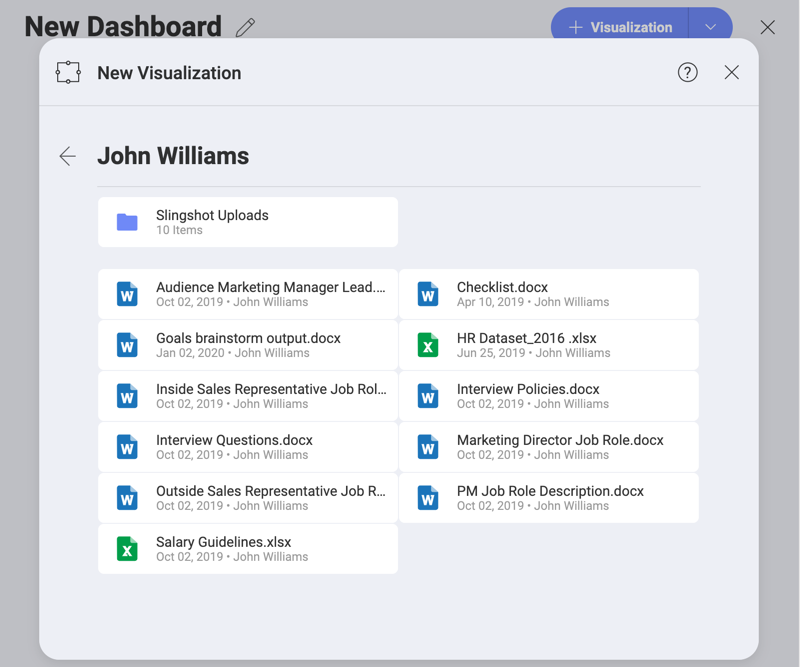 New Dashboard
+ Visualization
New Visualization
?
John Williams
Slingshot Uploads
10 Items
Audience Marketing Manager Lead....
Oct 02, 2019 • John Williams
Checklist.docx
Apr 10, 2019 • John Williams
Goals brainstorm output.docx
Jan 02, 2020 • John Williams
HR Dataset_2016 .xlsx
Jun 25, 2019 • John Williams
Inside Sales Representative Job Rol...
Oct 02, 2019 • John Williams
Interview Policies.docx
Oct 02, 2019 • John Williams
Interview Questions.docx
Oct 02, 2019 • John Williams
Marketing Director Job Role.docx
Oct 02, 2019 • John Williams
Outside Sales Representative Job R...
Oct 02, 2019 • John Williams
PM Job Role Description.docx
Oct 02, 2019 • John Williams
Salary Guidelines.xlsx
Oct 02, 2019 • John Williams